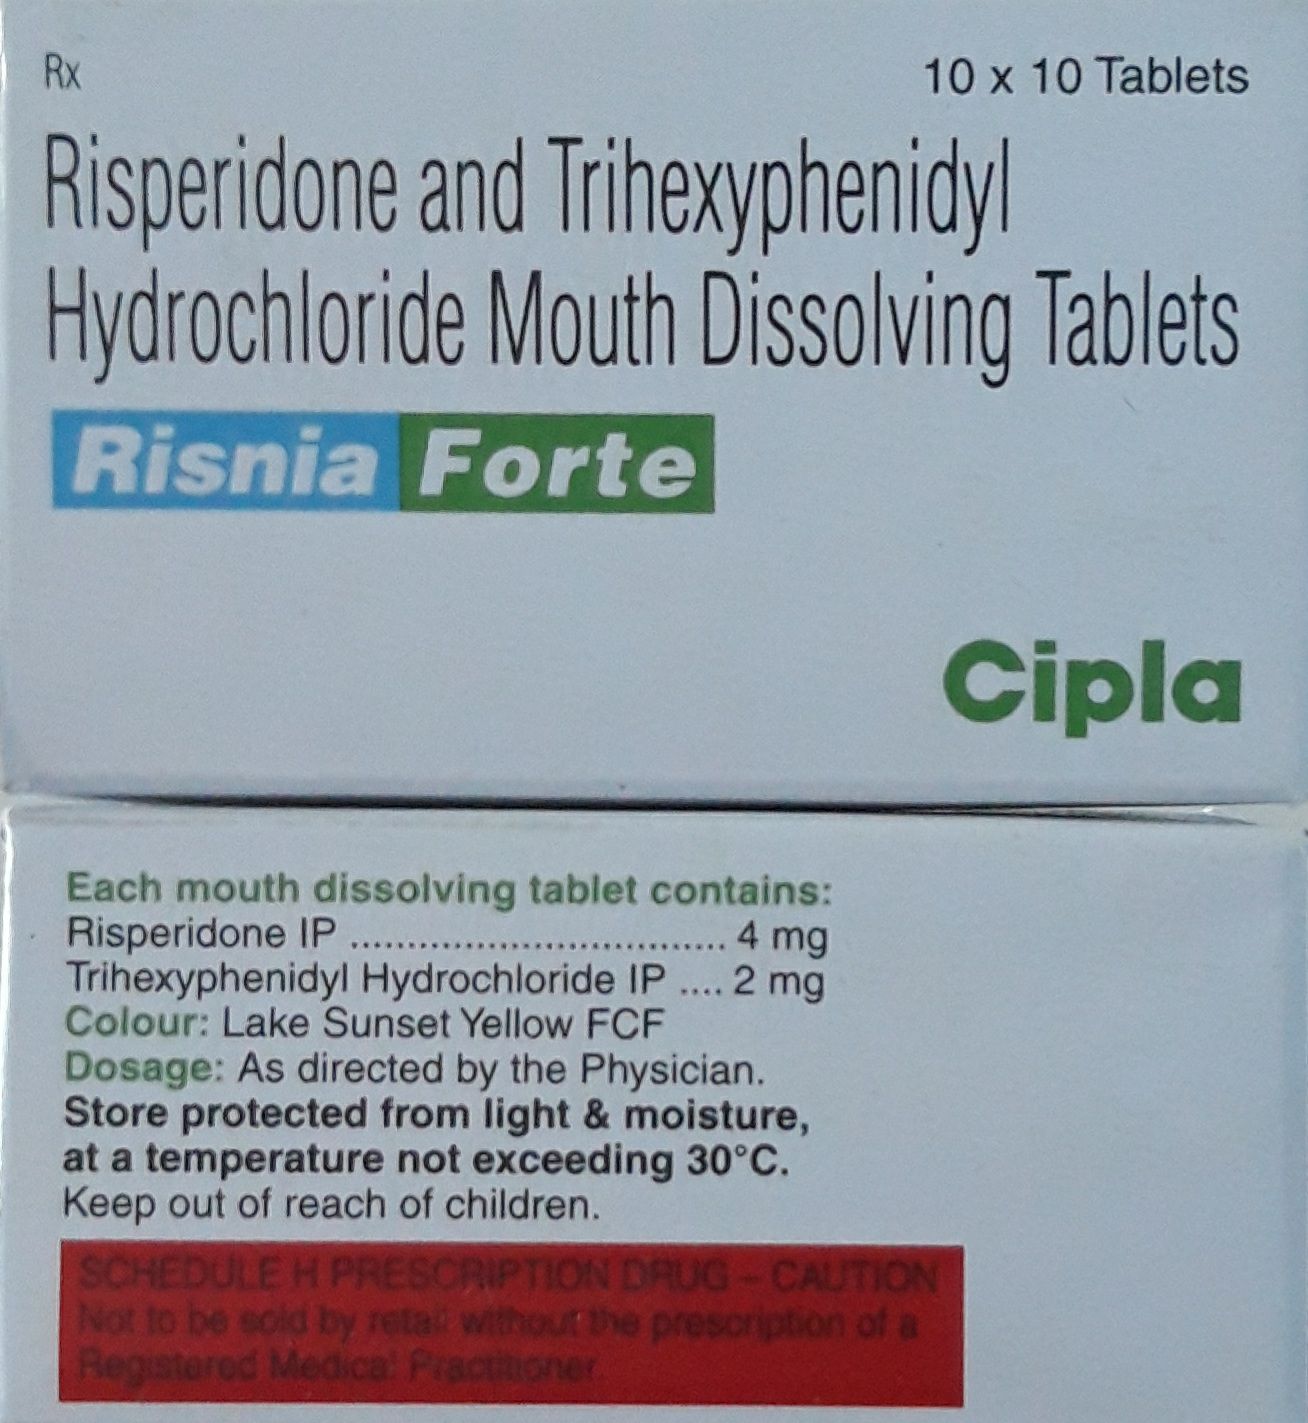 Rx
10 x 10 Tablets
Risperidone and Trihexyphenidyl
Hydrochloride Mouth Dissolving Tablets
Risnia Forte
Cipla
Each mouth dissolving tablet contains:
Risperidone IP ................................. 4 mg
Trihexyphenidyl Hydrochloride IP .... 2 mg
Colour: Lake Sunset Yellow FCF
Dosage: As directed by the Physician.
Store protected from light & moisture,
at a temperature not exceeding 30°C.
Keep out of reach of children.
SCHEDULE H PRESCRIPTION DRUG – CAUTION
Not to be sold by retail without the prescription of a
Registered Medical Practitioner.